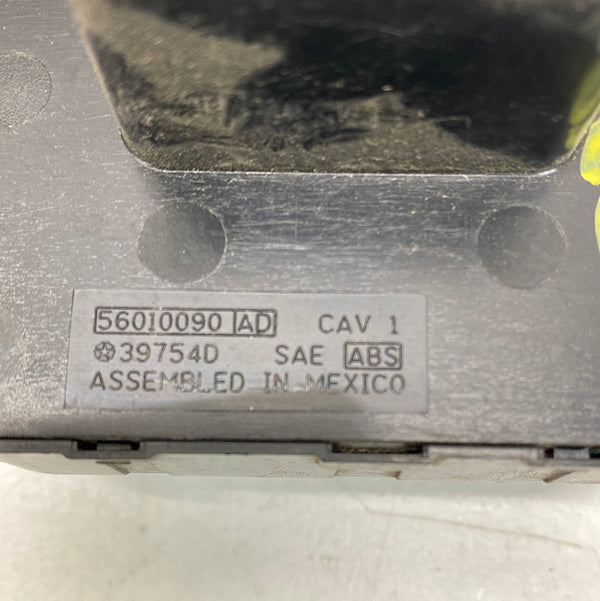 56010090 AD CAV 1
39754D SAE ABS
ASSEMBLED IN MEXICO